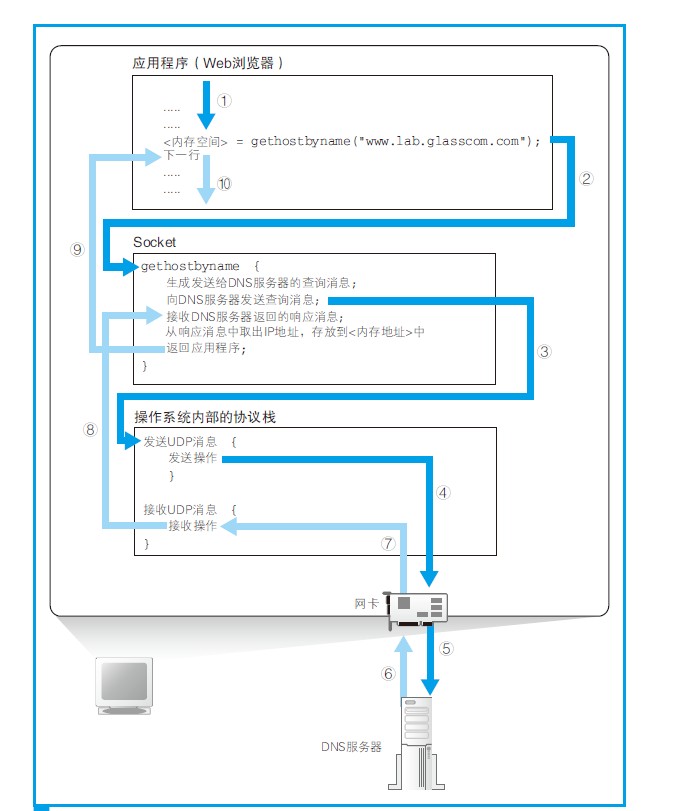 应用程序（Web浏览器）
①
.....
.....
<内存空间> = gethostbyname("www.lab.glasscom.com");
下一行
②
.....
⑩
.....
⑨
Socket
gethostbyname {
生成发送给DNS服务器的查询消息;
向DNS服务器发送查询消息;
接收DNS服务器返回的响应消息;
从响应消息中取出IP地址，存放到<内存地址>中
返回应用程序;
③
}
操作系统内部的协议栈
⑧
发送UDP消息 {
发送操作
}
④
接收UDP消息 {
接收操作
}
⑦
网卡
⑤
⑥
DNS服务器